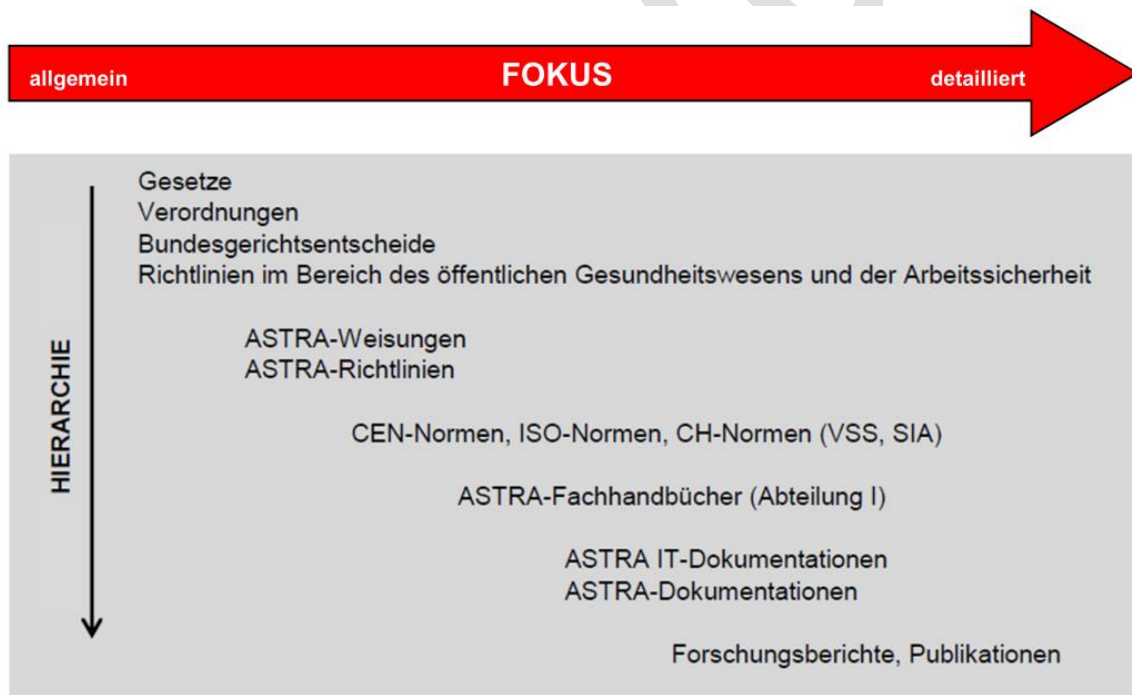 allgemein FOKUS detailliert
Gesetze
Verordnungen
Bundesgerichtsentscheide
Richtlinien im Bereich des öffentlichen Gesundheitswesens und der Arbeitssicherheit
HIERARCHIE
ASTRA-Weisungen
ASTRA-Richtlinien
CEN-Normen, ISO-Normen, CH-Normen (VSS, SIA)
ASTRA-Fachhandbücher (Abteilung I)
ASTRA IT-Dokumentationen
ASTRA-Dokumentationen
Forschungsberichte, Publikationen